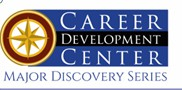 CAREER
DEVELOPMENT
CENTER
MAJOR DISCOVERY SERIES